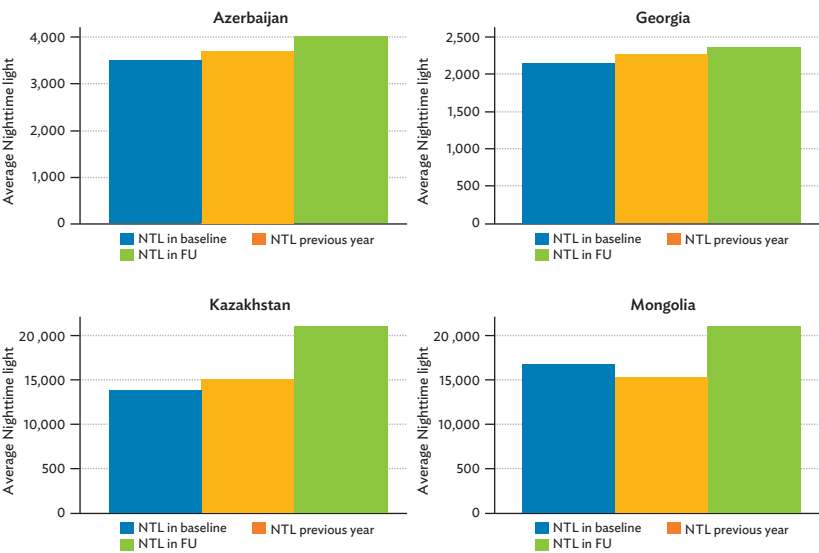 Azerbaijan
Average Nighttime light
4,000
3,000
2,000
1,000
0
NTL in baseline
NTL previous year
NTL in FU
Georgia
Average Nighttime light
2,500
2,000
1,500
1,000
500
0
NTL in baseline
NTL previous year
NTL in FU
Kazakhstan
Average Nighttime light
20,000
15,000
10,000
500
0
NTL in baseline
NTL previous year
NTL in FU
Mongolia
Average Nighttime light
20,000
15,000
10,000
500
0
NTL in baseline
NTL previous year
NTL in FU